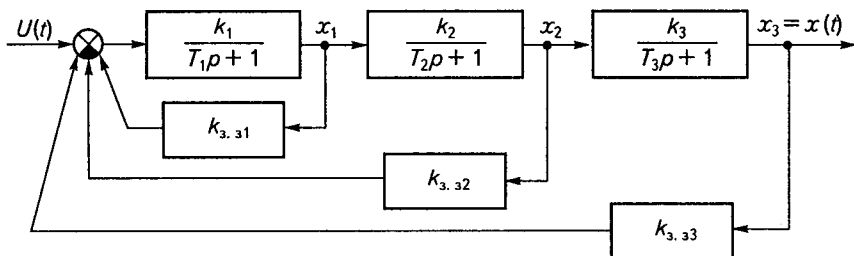 U(t)
k₁
T₁p + 1
x₁
k₂
T₂p + 1
x₂
k₃
T₃p + 1
x₃ = x(t)
kз. з1
kз. з2
kз. з3